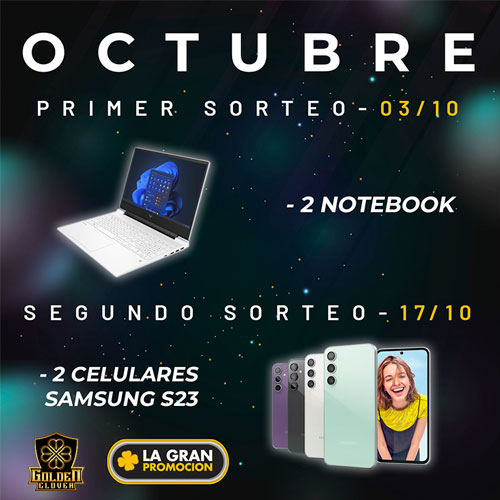 OCTUBRE
PRIMER SORTEO - 03/10
- 2 NOTEBOOK
SEGUNDO SORTEO - 17/10
- 2 CELULARES
SAMSUNG S23
GOLDEN
CLOVER
LA GRAN
PROMOCION